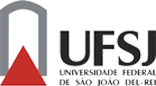 UFSJ
UNIVERSIDADE FEDERAL
DE SÃO JOÃO DEL-REI